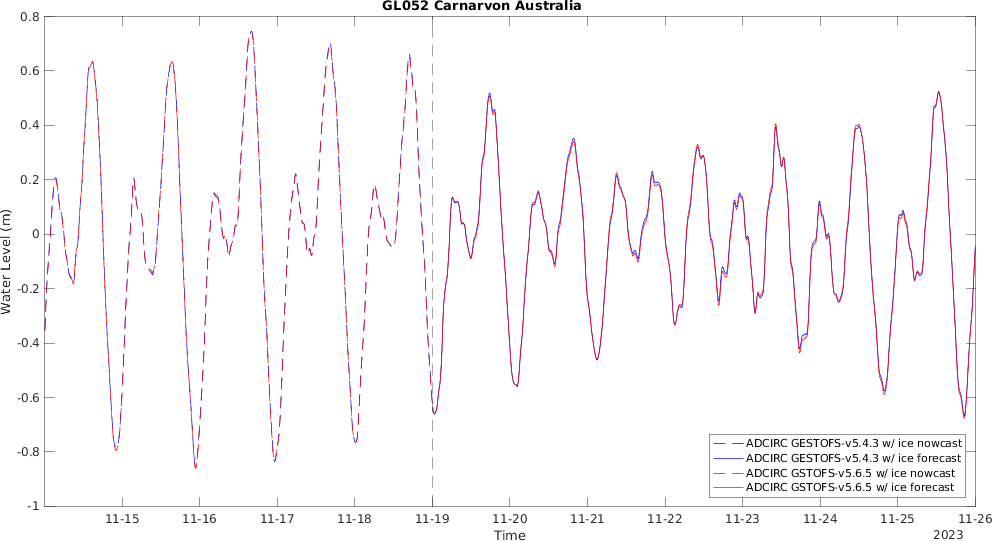 GL052 Carnarvon Australia
Water Level (m)
0.8
0.6
0.4
0.2
0
-0.2
-0.4
-0.6
-0.8
-1
ADCIRC GESTOFS-v5.4.3 w/ ice nowcast
ADCIRC GESTOFS-v5.4.3 w/ ice forecast
ADCIRC GSTOFS-v5.6.5 w/ ice nowcast
ADCIRC GSTOFS-v5.6.5 w/ ice forecast
11-15 11-16 11-17 11-18 11-19 11-20 11-21 11-22 11-23 11-24 11-25 11-26
Time
2023